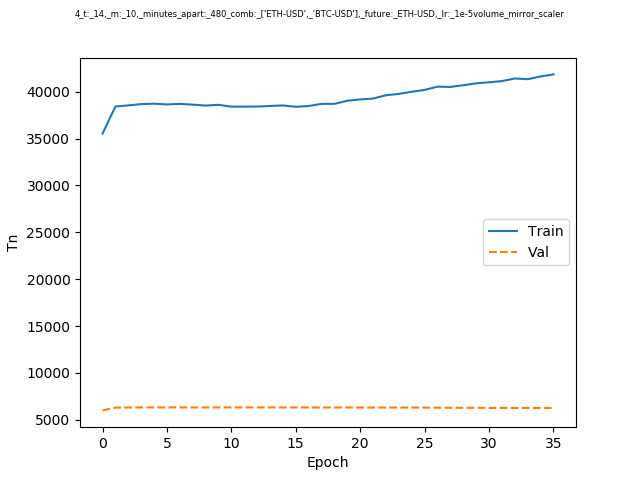 4_t:_14,_m:_10,_minutes_apart:_480_comb:_['ETH-USD',_'BTC-USD'],_future:_ETH-USD,_lr:_1e-5volume_mirror_scaler
40000
35000
30000
25000
20000
15000
10000
5000
Tn
Train
Val
0 5 10 15 20 25 30 35
Epoch